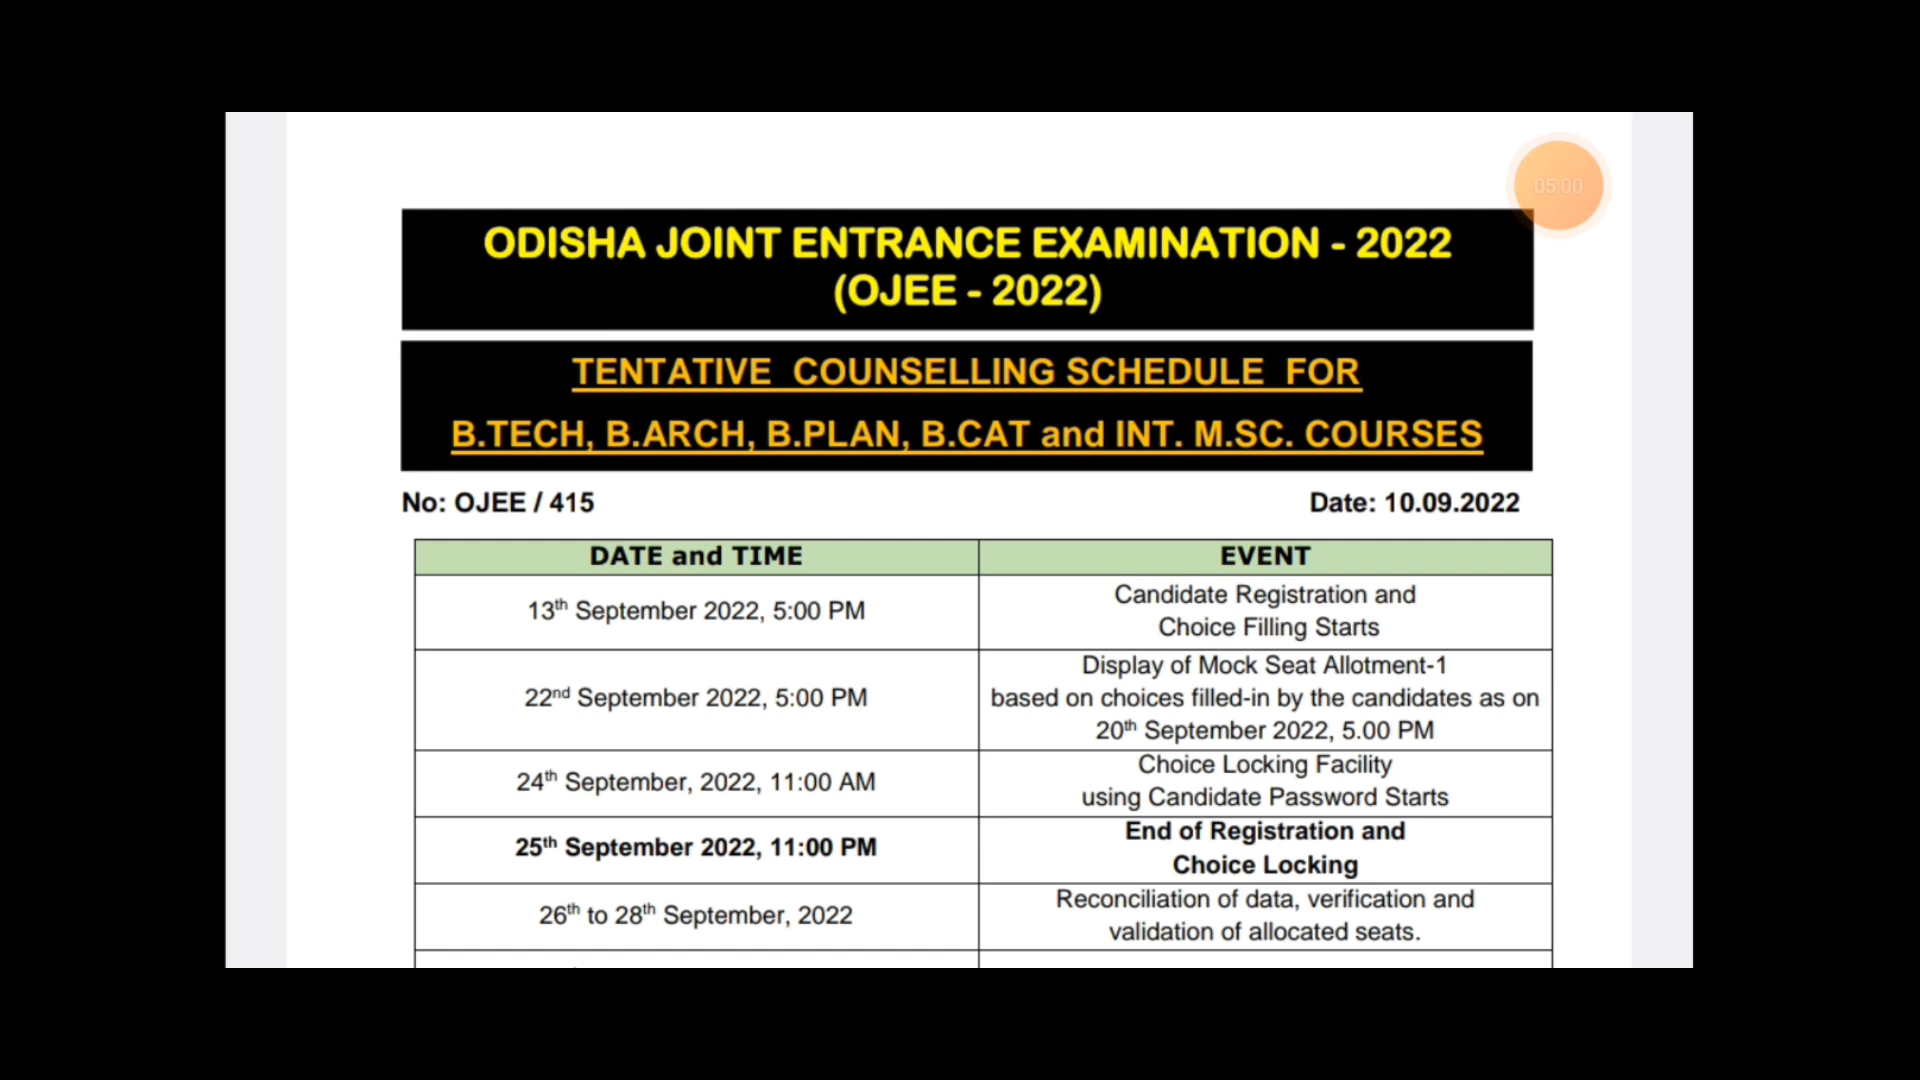 05:00
ODISHA JOINT ENTRANCE EXAMINATION - 2022
(OJEE - 2022)
TENTATIVE COUNSELLING SCHEDULE FOR
B.TECH, B.ARCH, B.PLAN, B.CAT and INT. M.SC. COURSES
No: OJEE / 415 Date: 10.09.2022
DATE and TIME EVENT
13th September 2022, 5:00 PM
Candidate Registration and
Choice Filling Starts
22nd September 2022, 5:00 PM
Display of Mock Seat Allotment-1
based on choices filled-in by the candidates as on
20th September 2022, 5.00 PM
24th September, 2022, 11:00 AM
Choice Locking Facility
using Candidate Password Starts
25th September 2022, 11:00 PM
End of Registration and
Choice Locking
26th to 28th September, 2022
Reconciliation of data, verification and
validation of allocated seats.